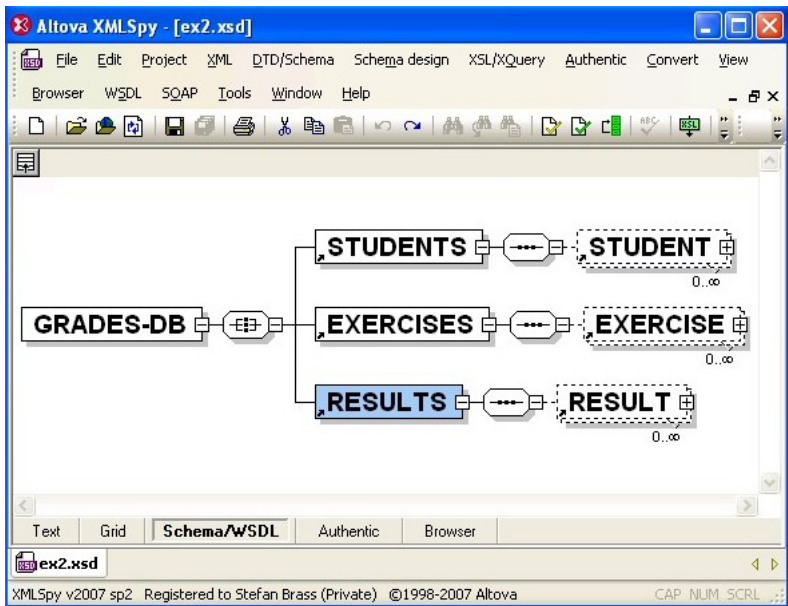 Altova XMLSpy - [ex2.xsd]
File Edit Project XML DTD/Schema Schema design XSL/XQuery Authentic Convert View
Browser WSDL SOAP Tools Window Help
STUDENTS STUDENT
0..∞
GRADES-DB EXERCISES EXERCISE
0..∞
RESULTS RESULT
0..∞
Text Grid Schema/WSDL Authentic Browser
ex2.xsd
XMLSpy v2007 sp2 Registered to Stefan Brass (Private) ©1998-2007 Altova CAP NUM SCRL